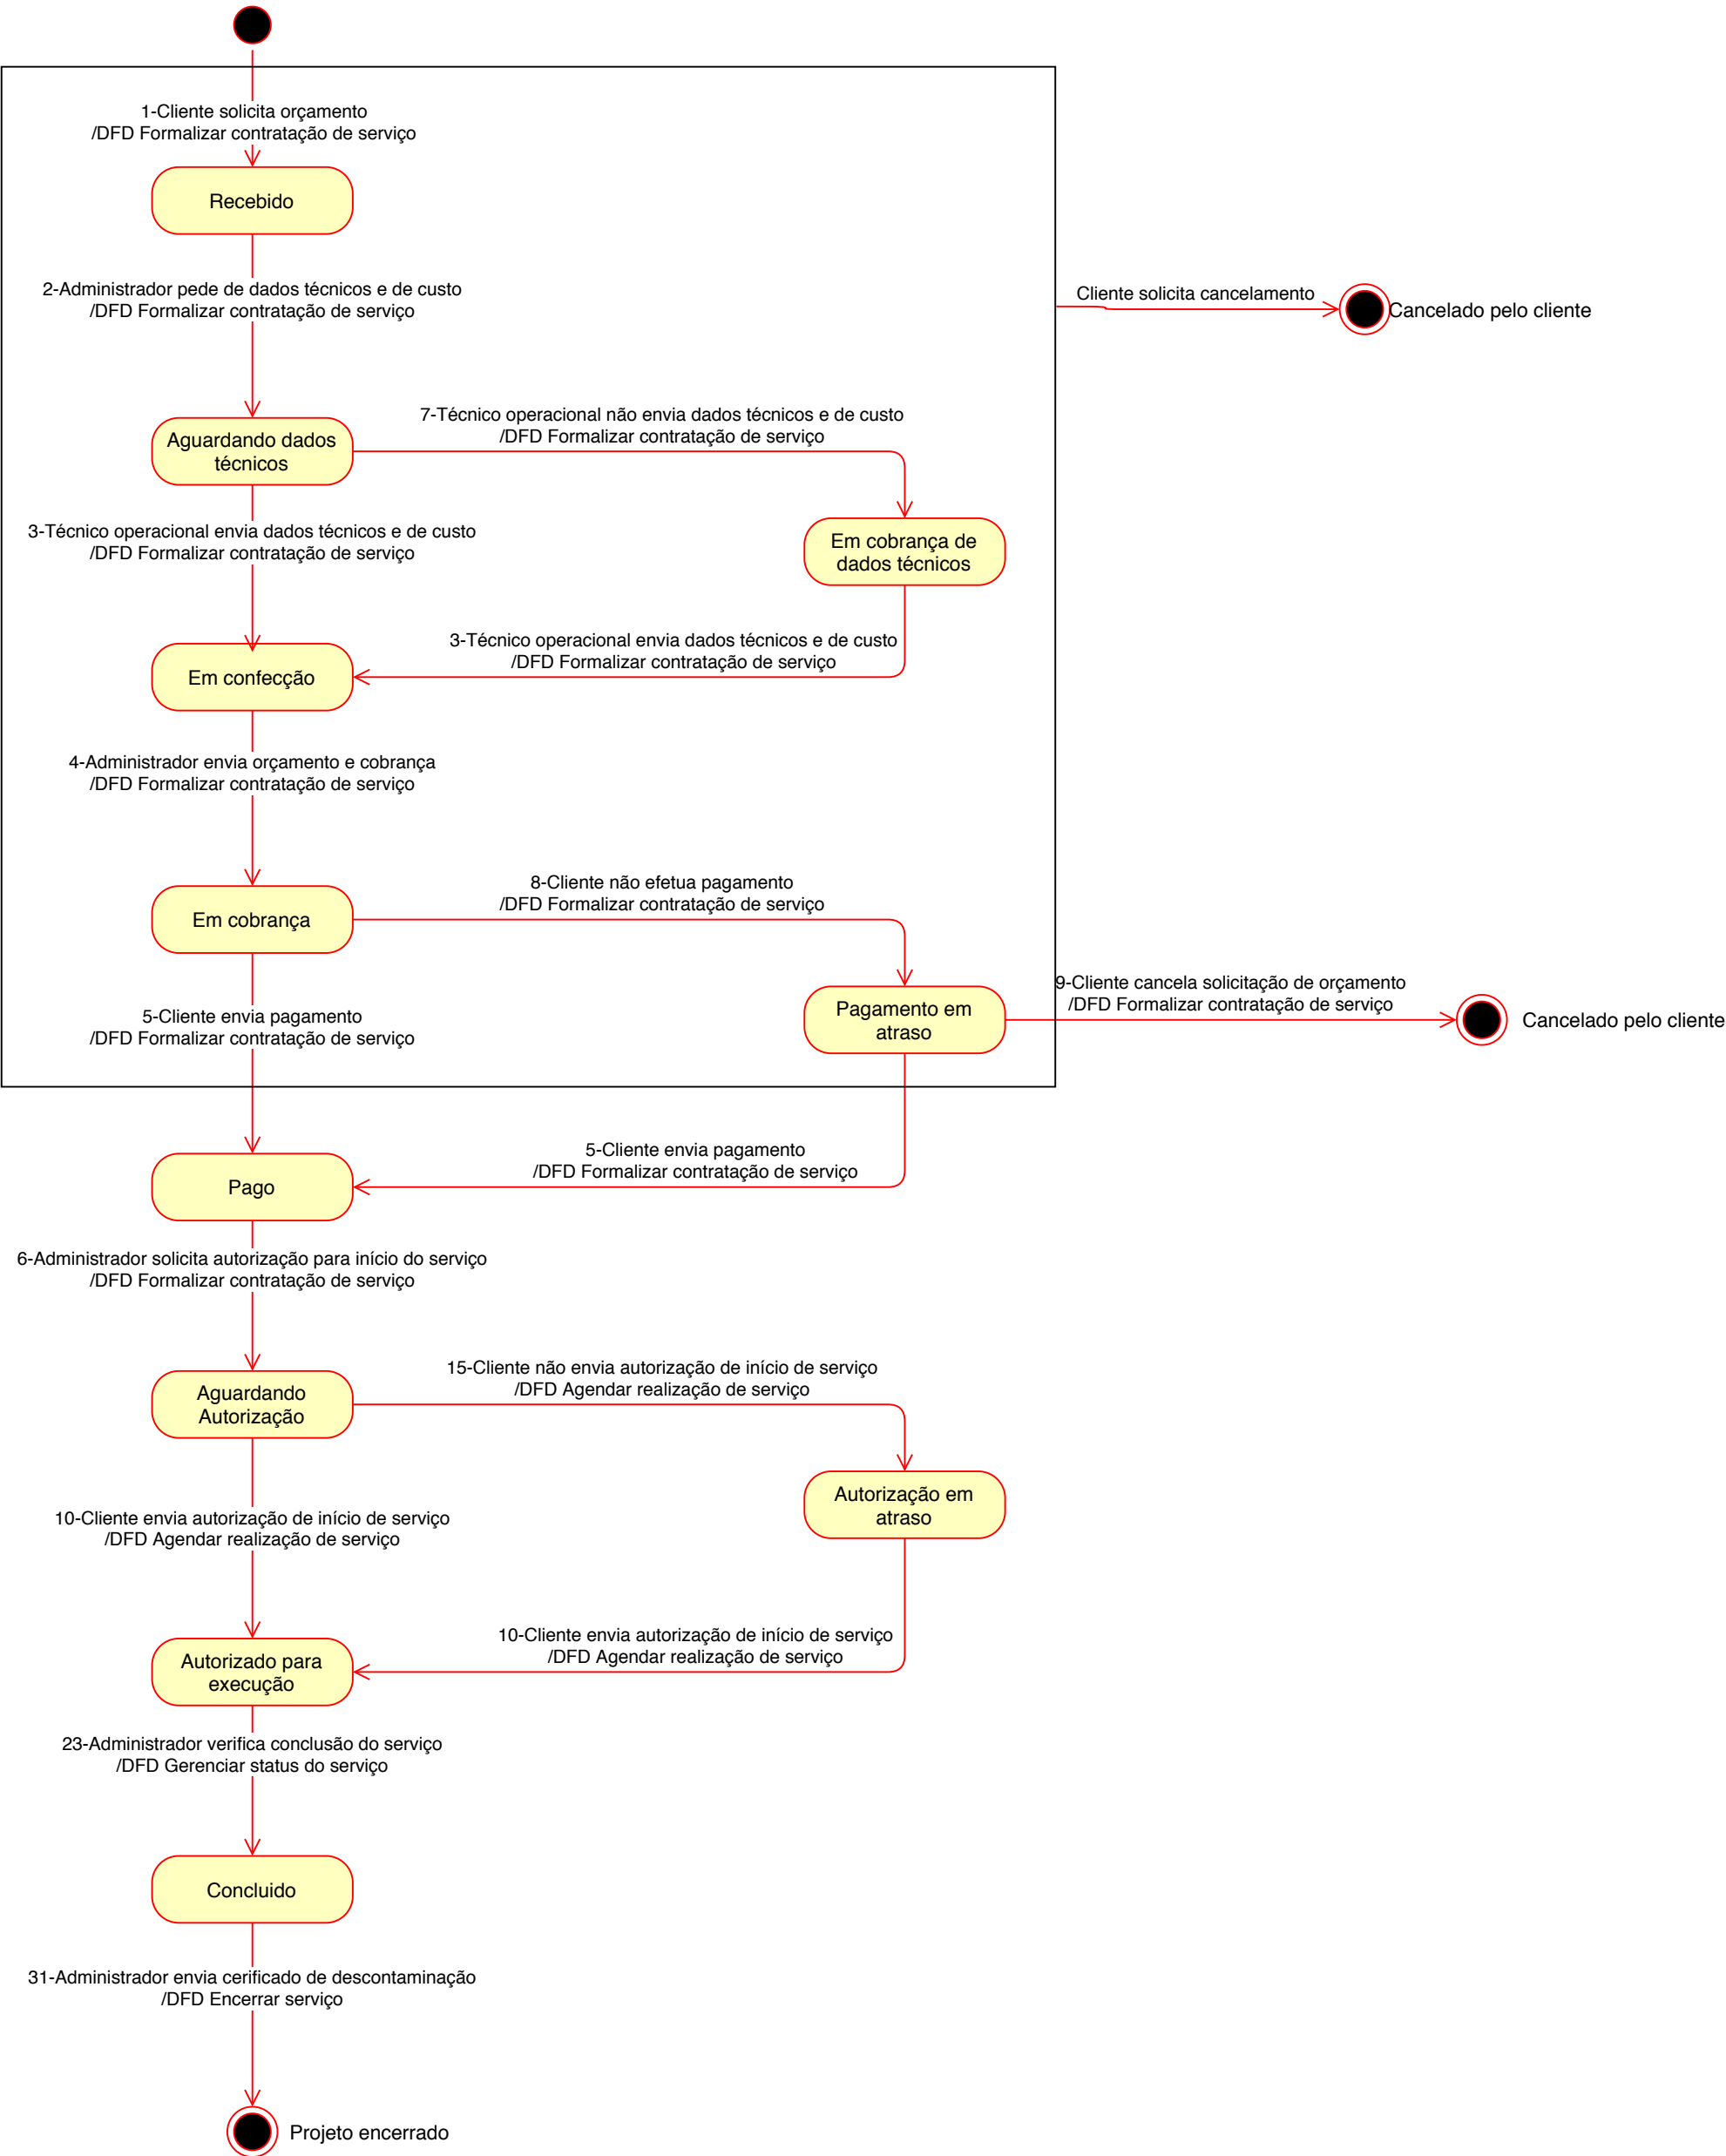 1-Cliente solicita orçamento
/DFD Formalizar contratação de serviço
Recebido
2-Administrador pede de dados técnicos e de custo
/DFD Formalizar contratação de serviço
Cliente solicita cancelamento
Cancelado pelo cliente
Aguardando dados
técnicos
7-Técnico operacional não envia dados técnicos e de custo
/DFD Formalizar contratação de serviço
3-Técnico operacional envia dados técnicos e de custo
/DFD Formalizar contratação de serviço
Em cobrança de
dados técnicos
3-Técnico operacional envia dados técnicos e de custo
/DFD Formalizar contratação de serviço
Em confecção
4-Administrador envia orçamento e cobrança
/DFD Formalizar contratação de serviço
8-Cliente não efetua pagamento
/DFD Formalizar contratação de serviço
Em cobrança
5-Cliente envia pagamento
/DFD Formalizar contratação de serviço
Pagamento em
atraso
9-Cliente cancela solicitação de orçamento
/DFD Formalizar contratação de serviço
Cancelado pelo cliente
5-Cliente envia pagamento
/DFD Formalizar contratação de serviço
Pago
6-Administrador solicita autorização para início do serviço
/DFD Formalizar contratação de serviço
Aguardando
Autorização
15-Cliente não envia autorização de início de serviço
/DFD Agendar realização de serviço
Autorização em
atraso
10-Cliente envia autorização de início de serviço
/DFD Agendar realização de serviço
10-Cliente envia autorização de início de serviço
/DFD Agendar realização de serviço
Autorizado para
execução
23-Administrador verifica conclusão do serviço
/DFD Gerenciar status do serviço
Concluido
31-Administrador envia cerificado de descontaminação
/DFD Encerrar serviço
Projeto encerrado